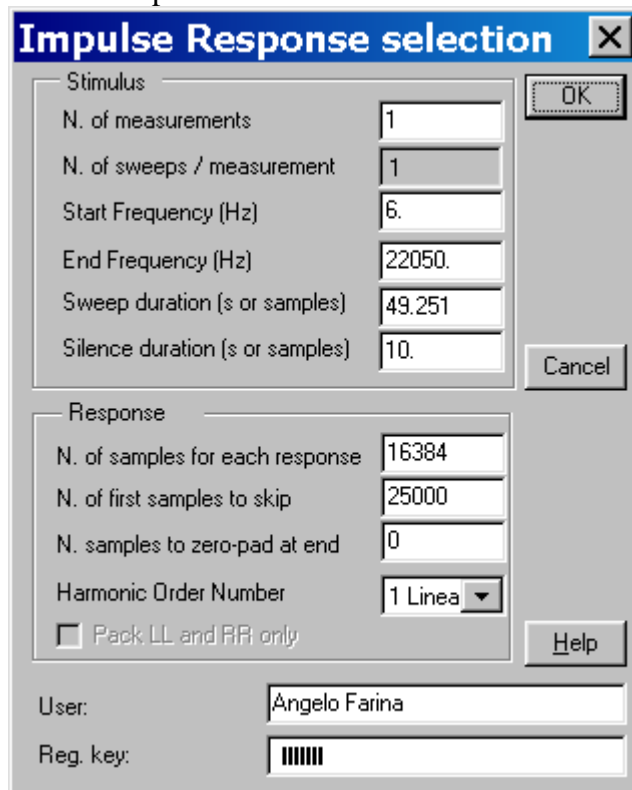 Impulse Response selection
Stimulus
OK
N. of measurements 1
N. of sweeps / measurement 1
Start Frequency (Hz) 6.
End Frequency (Hz) 22050.
Sweep duration (s or samples) 49.251
Silence duration (s or samples) 10.
Cancel
Response
N. of samples for each response 16384
N. of first samples to skip 25000
N. samples to zero-pad at end 0
Harmonic Order Number 1 Linea
Pack LL and RR only
Help
User: Angelo Farina
Reg. key: